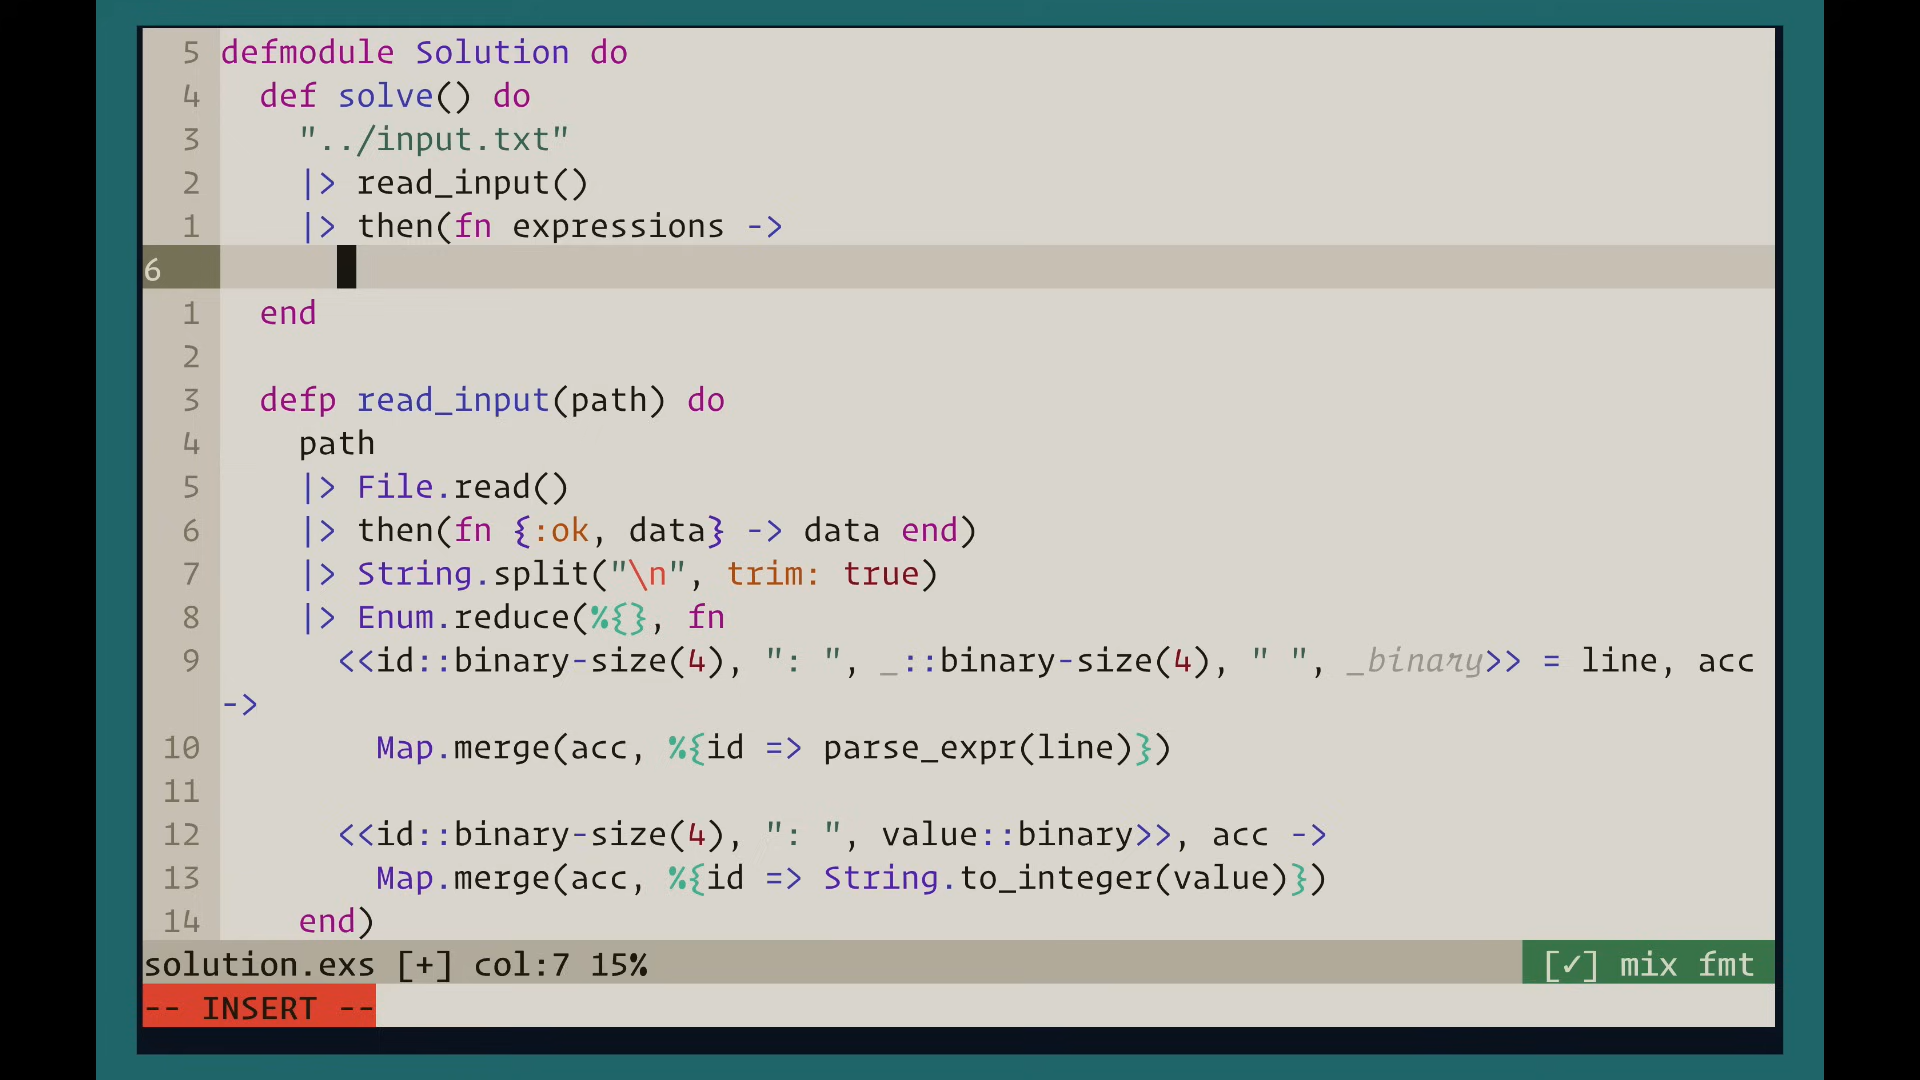 5 defmodule Solution do
4   def solve() do
3     "../input.txt"
2     |> read_input()
1     |> then(fn expressions ->
6
1   end
2
3   defp read_input(path) do
4     path
5     |> File.read()
6     |> then(fn {:ok, data} -> data end)
7     |> String.split("\n", trim: true)
8     |> Enum.reduce(%{}, fn
9       <<id::binary-size(4), ": ", _::binary-size(4), " ", _binary>> = line, acc
->
10         Map.merge(acc, %{id => parse_expr(line)})
11
12       <<id::binary-size(4), ": ", value::binary>>, acc ->
13         Map.merge(acc, %{id => String.to_integer(value)})
14     end)
solution.exs [+] col:7 15% [✓] mix fmt
-- INSERT --